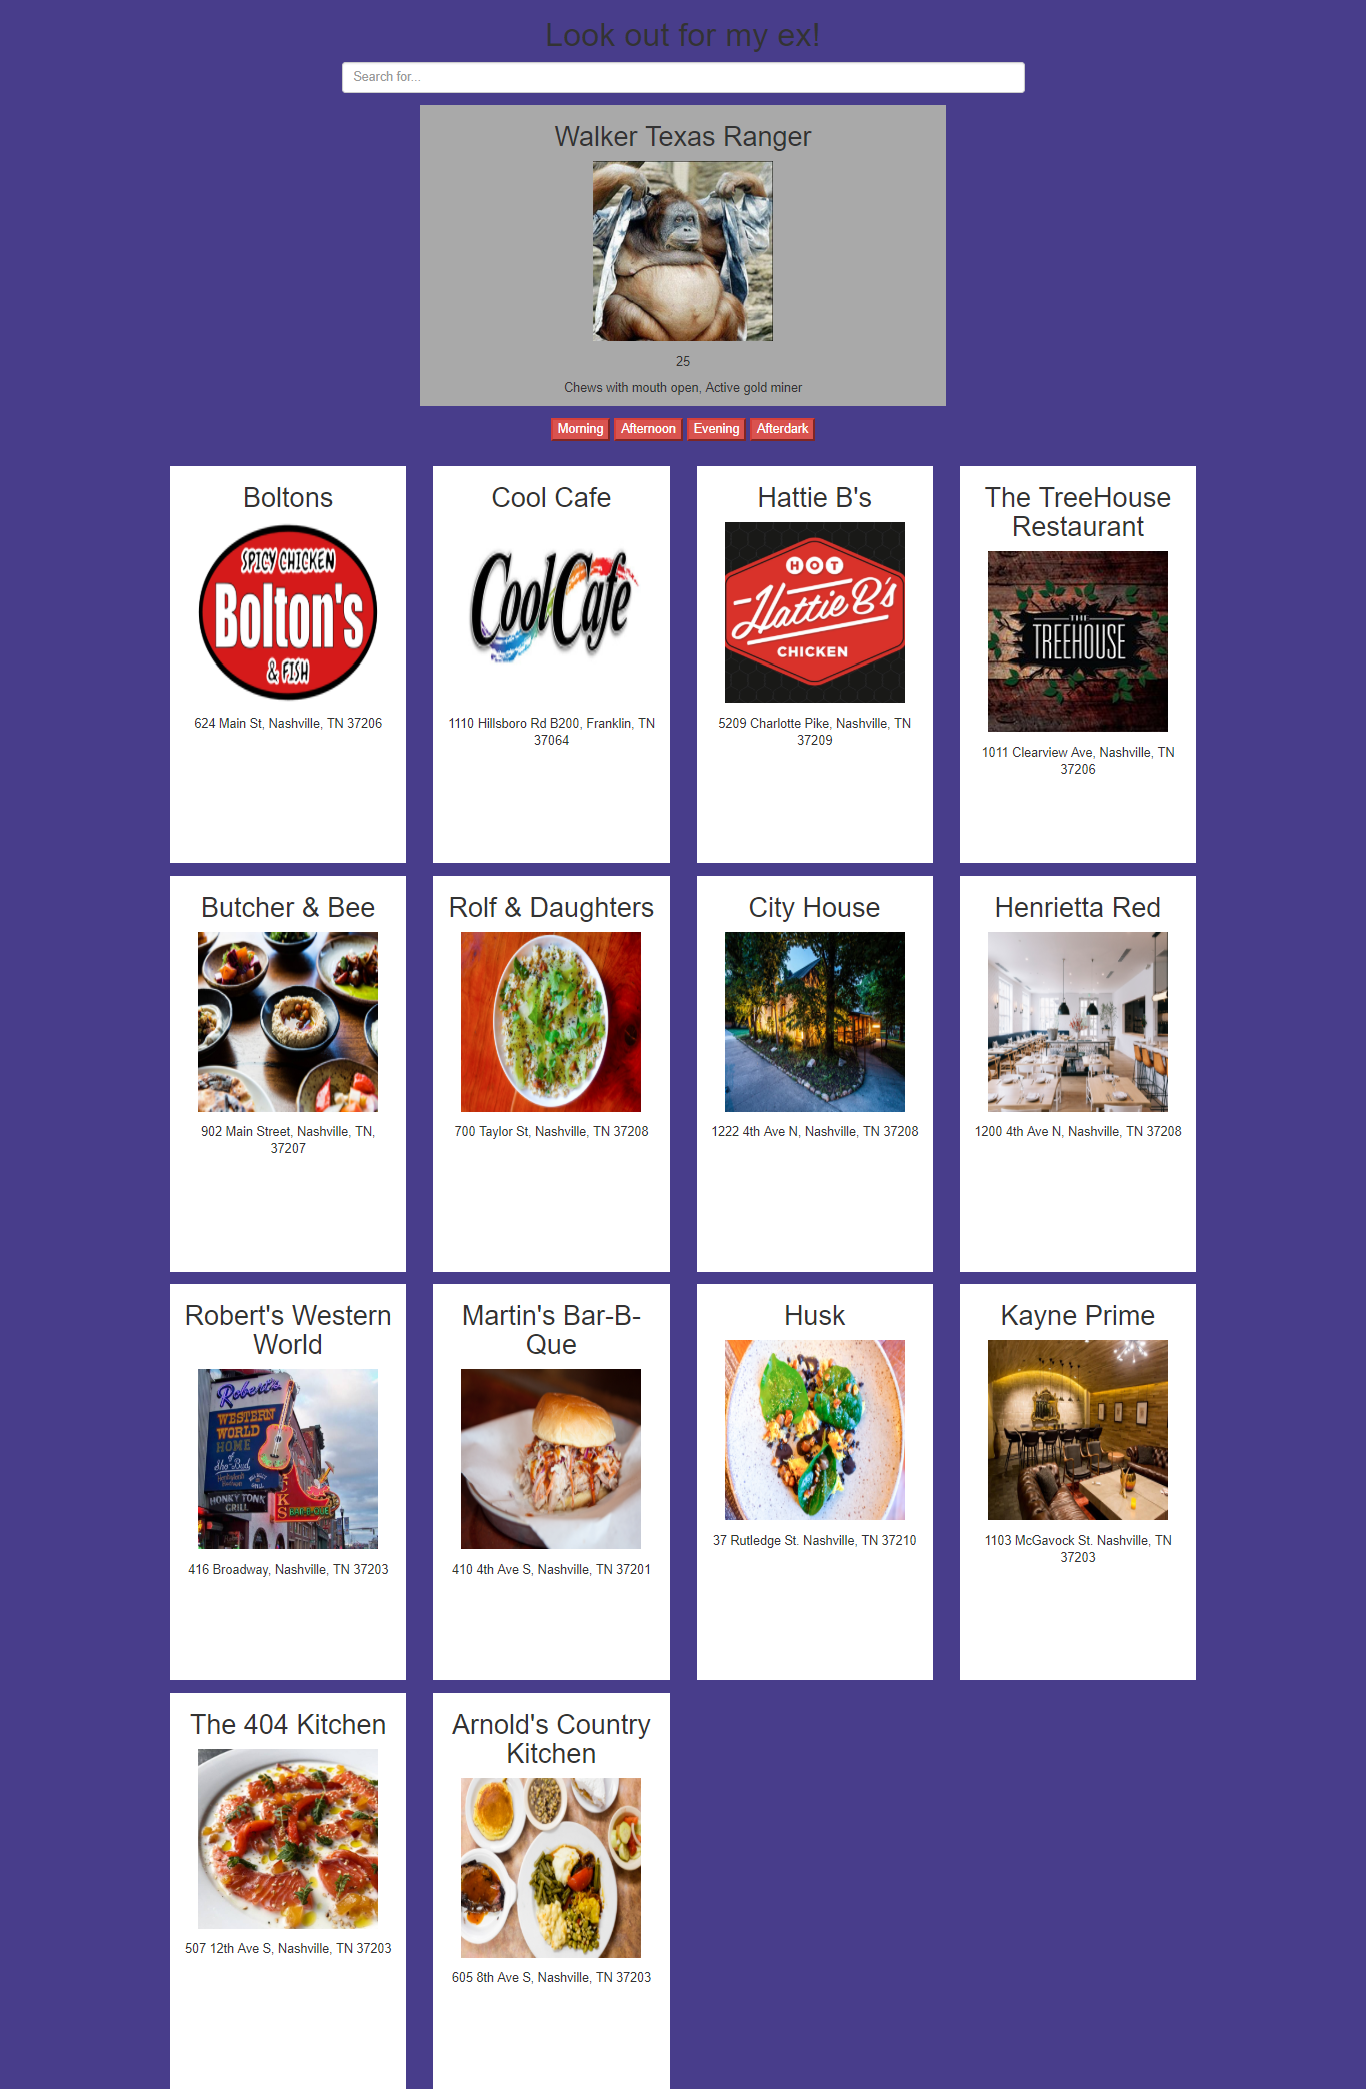 Look out for my ex!
Search for...
Walker Texas Ranger
25
Chews with mouth open, Active gold miner
Morning
Afternoon
Evening
Afterdark
Boltons
SPICY CHICKEN
Bolton's
& FISH
624 Main St, Nashville, TN 37206
Cool Cafe
CoolCafe
1110 Hillsboro Rd B200, Franklin, TN
37064
Hattie B's
HOT
Hattie B's
CHICKEN
5209 Charlotte Pike, Nashville, TN
37209
The TreeHouse
Restaurant
THE
TREEHOUSE
1011 Clearview Ave, Nashville, TN
37206
Butcher & Bee
902 Main Street, Nashville, TN,
37207
Rolf & Daughters
700 Taylor St, Nashville, TN 37208
City House
1222 4th Ave N, Nashville, TN 37208
Henrietta Red
1200 4th Ave N, Nashville, TN 37208
Robert's Western
World
Robert's
WESTERN
WORLD
HOME
of
Sho-Bud
HONKY TONK
GRILL
416 Broadway, Nashville, TN 37203
Martin's Bar-B-
Que
410 4th Ave S, Nashville, TN 37201
Husk
37 Rutledge St. Nashville, TN 37210
Kayne Prime
1103 McGavock St. Nashville, TN
37203
The 404 Kitchen
507 12th Ave S, Nashville, TN 37203
Arnold's Country
Kitchen
605 8th Ave S, Nashville, TN 37203